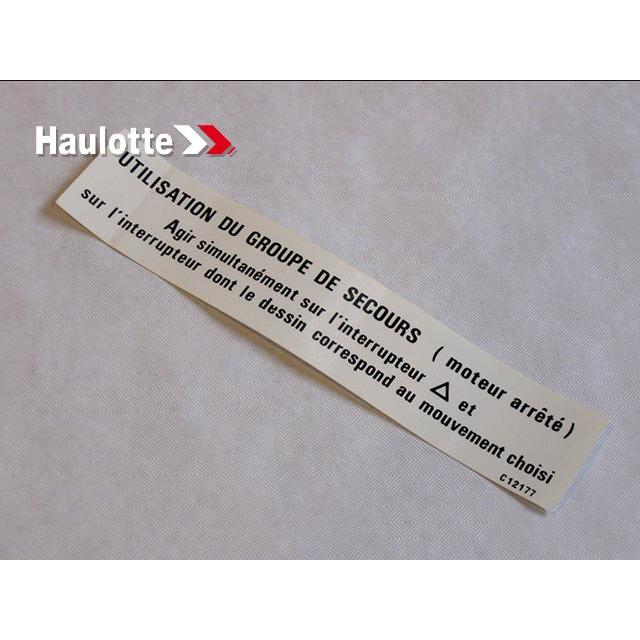 Haulotte
UTILISATION DU GROUPE DE SECOURS ( moteur arrêté )
Agir simultanément sur l'interrupteur △ et
sur l'interrupteur dont le dessin correspond au mouvement choisi
C12177